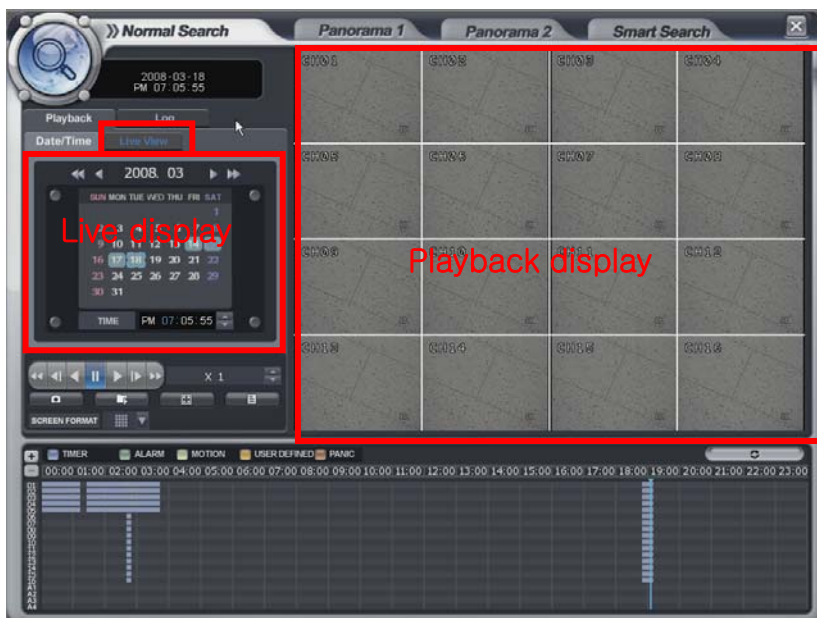 Normal Search
Panorama 1
Panorama 2
Smart Search
2008-03-18
PM 07:05:55
Playback
Log
Date/Time
Live View
2008. 03
SUN MON TUE WED THU FRI SAT
1
Live display
9 10 11 12 13 14
16 17 18 19 20 21 22
23 24 25 26 27 28 29
30 31
TIME
PM 07:05:55
X 1
SCREEN FORMAT
CH01
CH02
CH03
CH04
CH05
CH06
CH07
CH08
CH09
CH10
CH11
CH12
Playback display
CH13
CH14
CH15
CH16
TIMER
ALARM
MOTION
USER DEFINED
PANIC
00:00 01:00 02:00 03:00 04:00 05:00 06:00 07:00 08:00 09:00 10:00 11:00 12:00 13:00 14:00 15:00 16:00 17:00 18:00 19:00 20:00 21:00 22:00 23:00
01
A1
A2
A3
A4